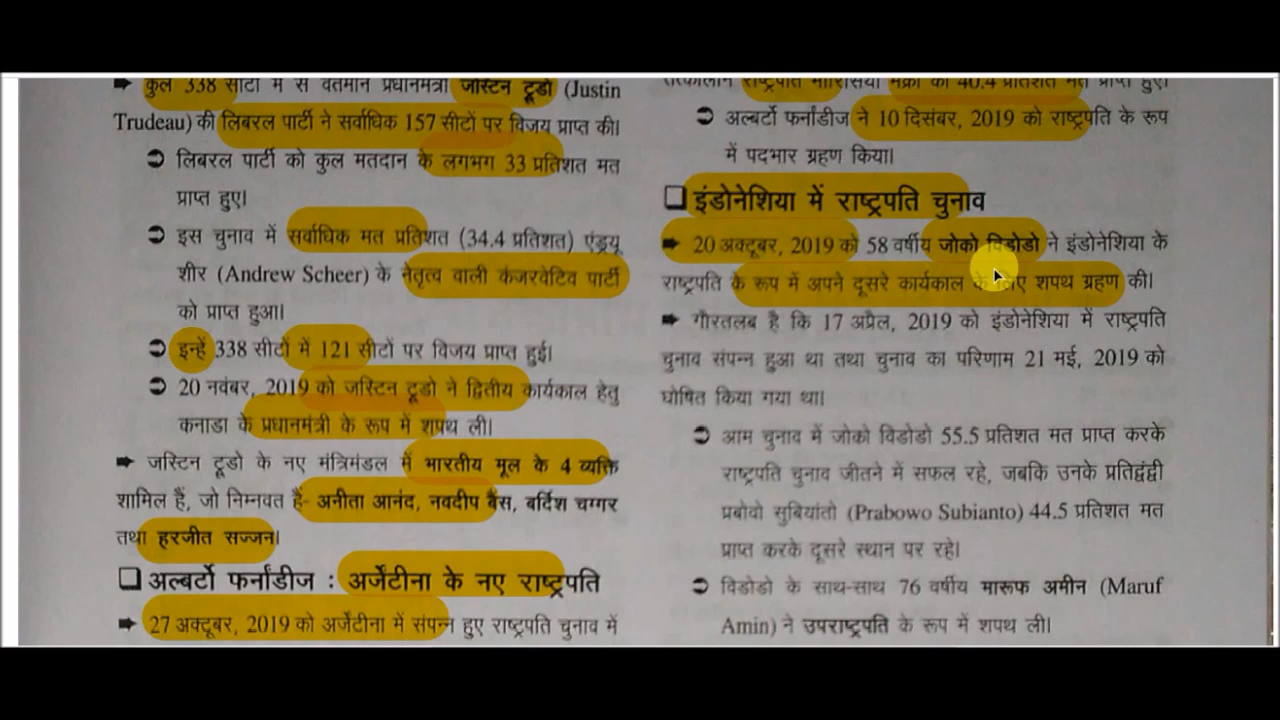 ➡ कुल 338 सीटों में से वर्तमान प्रधानमंत्री जस्टिन ट्रूडो (Justin
Trudeau) की लिबरल पार्टी ने सर्वाधिक 157 सीटों पर विजय प्राप्त की।
➲ लिबरल पार्टी को कुल मतदान के लगभग 33 प्रतिशत मत
प्राप्त हुए।
➲ इस चुनाव में सर्वाधिक मत प्रतिशत (34.4 प्रतिशत) एंड्र्यू
शीर (Andrew Scheer) के नेतृत्व वाली कंजरवेटिव पार्टी
को प्राप्त हुआ।
➲ इन्हें 338 सीटों में 121 सीटों पर विजय प्राप्त हुई।
➲ 20 नवंबर, 2019 को जस्टिन ट्रूडो ने द्वितीय कार्यकाल हेतु
कनाडा के प्रधानमंत्री के रूप में शपथ ली।
➡ जस्टिन ट्रूडो के नए मंत्रिमंडल में भारतीय मूल के 4 व्यक्ति
शामिल हैं, जो निम्नवत हैं- अनीता आनंद, नवदीप बैंस, बर्दिश चग्गर
तथा हरजीत सज्जन।
❑ अल्बर्टो फर्नांडीज : अर्जेंटीना के नए राष्ट्रपति
➡ 27 अक्टूबर, 2019 को अर्जेंटीना में संपन्न हुए राष्ट्रपति चुनाव में
तत्कालीन राष्ट्रपति मौरिसियो मैक्री को 40.4 प्रतिशत मत प्राप्त हुए।
➲ अल्बर्टो फर्नांडीज ने 10 दिसंबर, 2019 को राष्ट्रपति के रूप
में पदभार ग्रहण किया।
❑ इंडोनेशिया में राष्ट्रपति चुनाव
➡ 20 अक्टूबर, 2019 को 58 वर्षीय जोको विडोडो ने इंडोनेशिया के
राष्ट्रपति के रूप में अपने दूसरे कार्यकाल के लिए शपथ ग्रहण की।
➡ गौरतलब है कि 17 अप्रैल, 2019 को इंडोनेशिया में राष्ट्रपति
चुनाव संपन्न हुआ था तथा चुनाव का परिणाम 21 मई, 2019 को
घोषित किया गया था।
➲ आम चुनाव में जोको विडोडो 55.5 प्रतिशत मत प्राप्त करके
राष्ट्रपति चुनाव जीतने में सफल रहे, जबकि उनके प्रतिद्वंद्वी
प्रबोवो सुबियांतो (Prabowo Subianto) 44.5 प्रतिशत मत
प्राप्त करके दूसरे स्थान पर रहे।
➲ विडोडो के साथ-साथ 76 वर्षीय मारूफ अमीन (Maruf
Amin) ने उपराष्ट्रपति के रूप में शपथ ली।